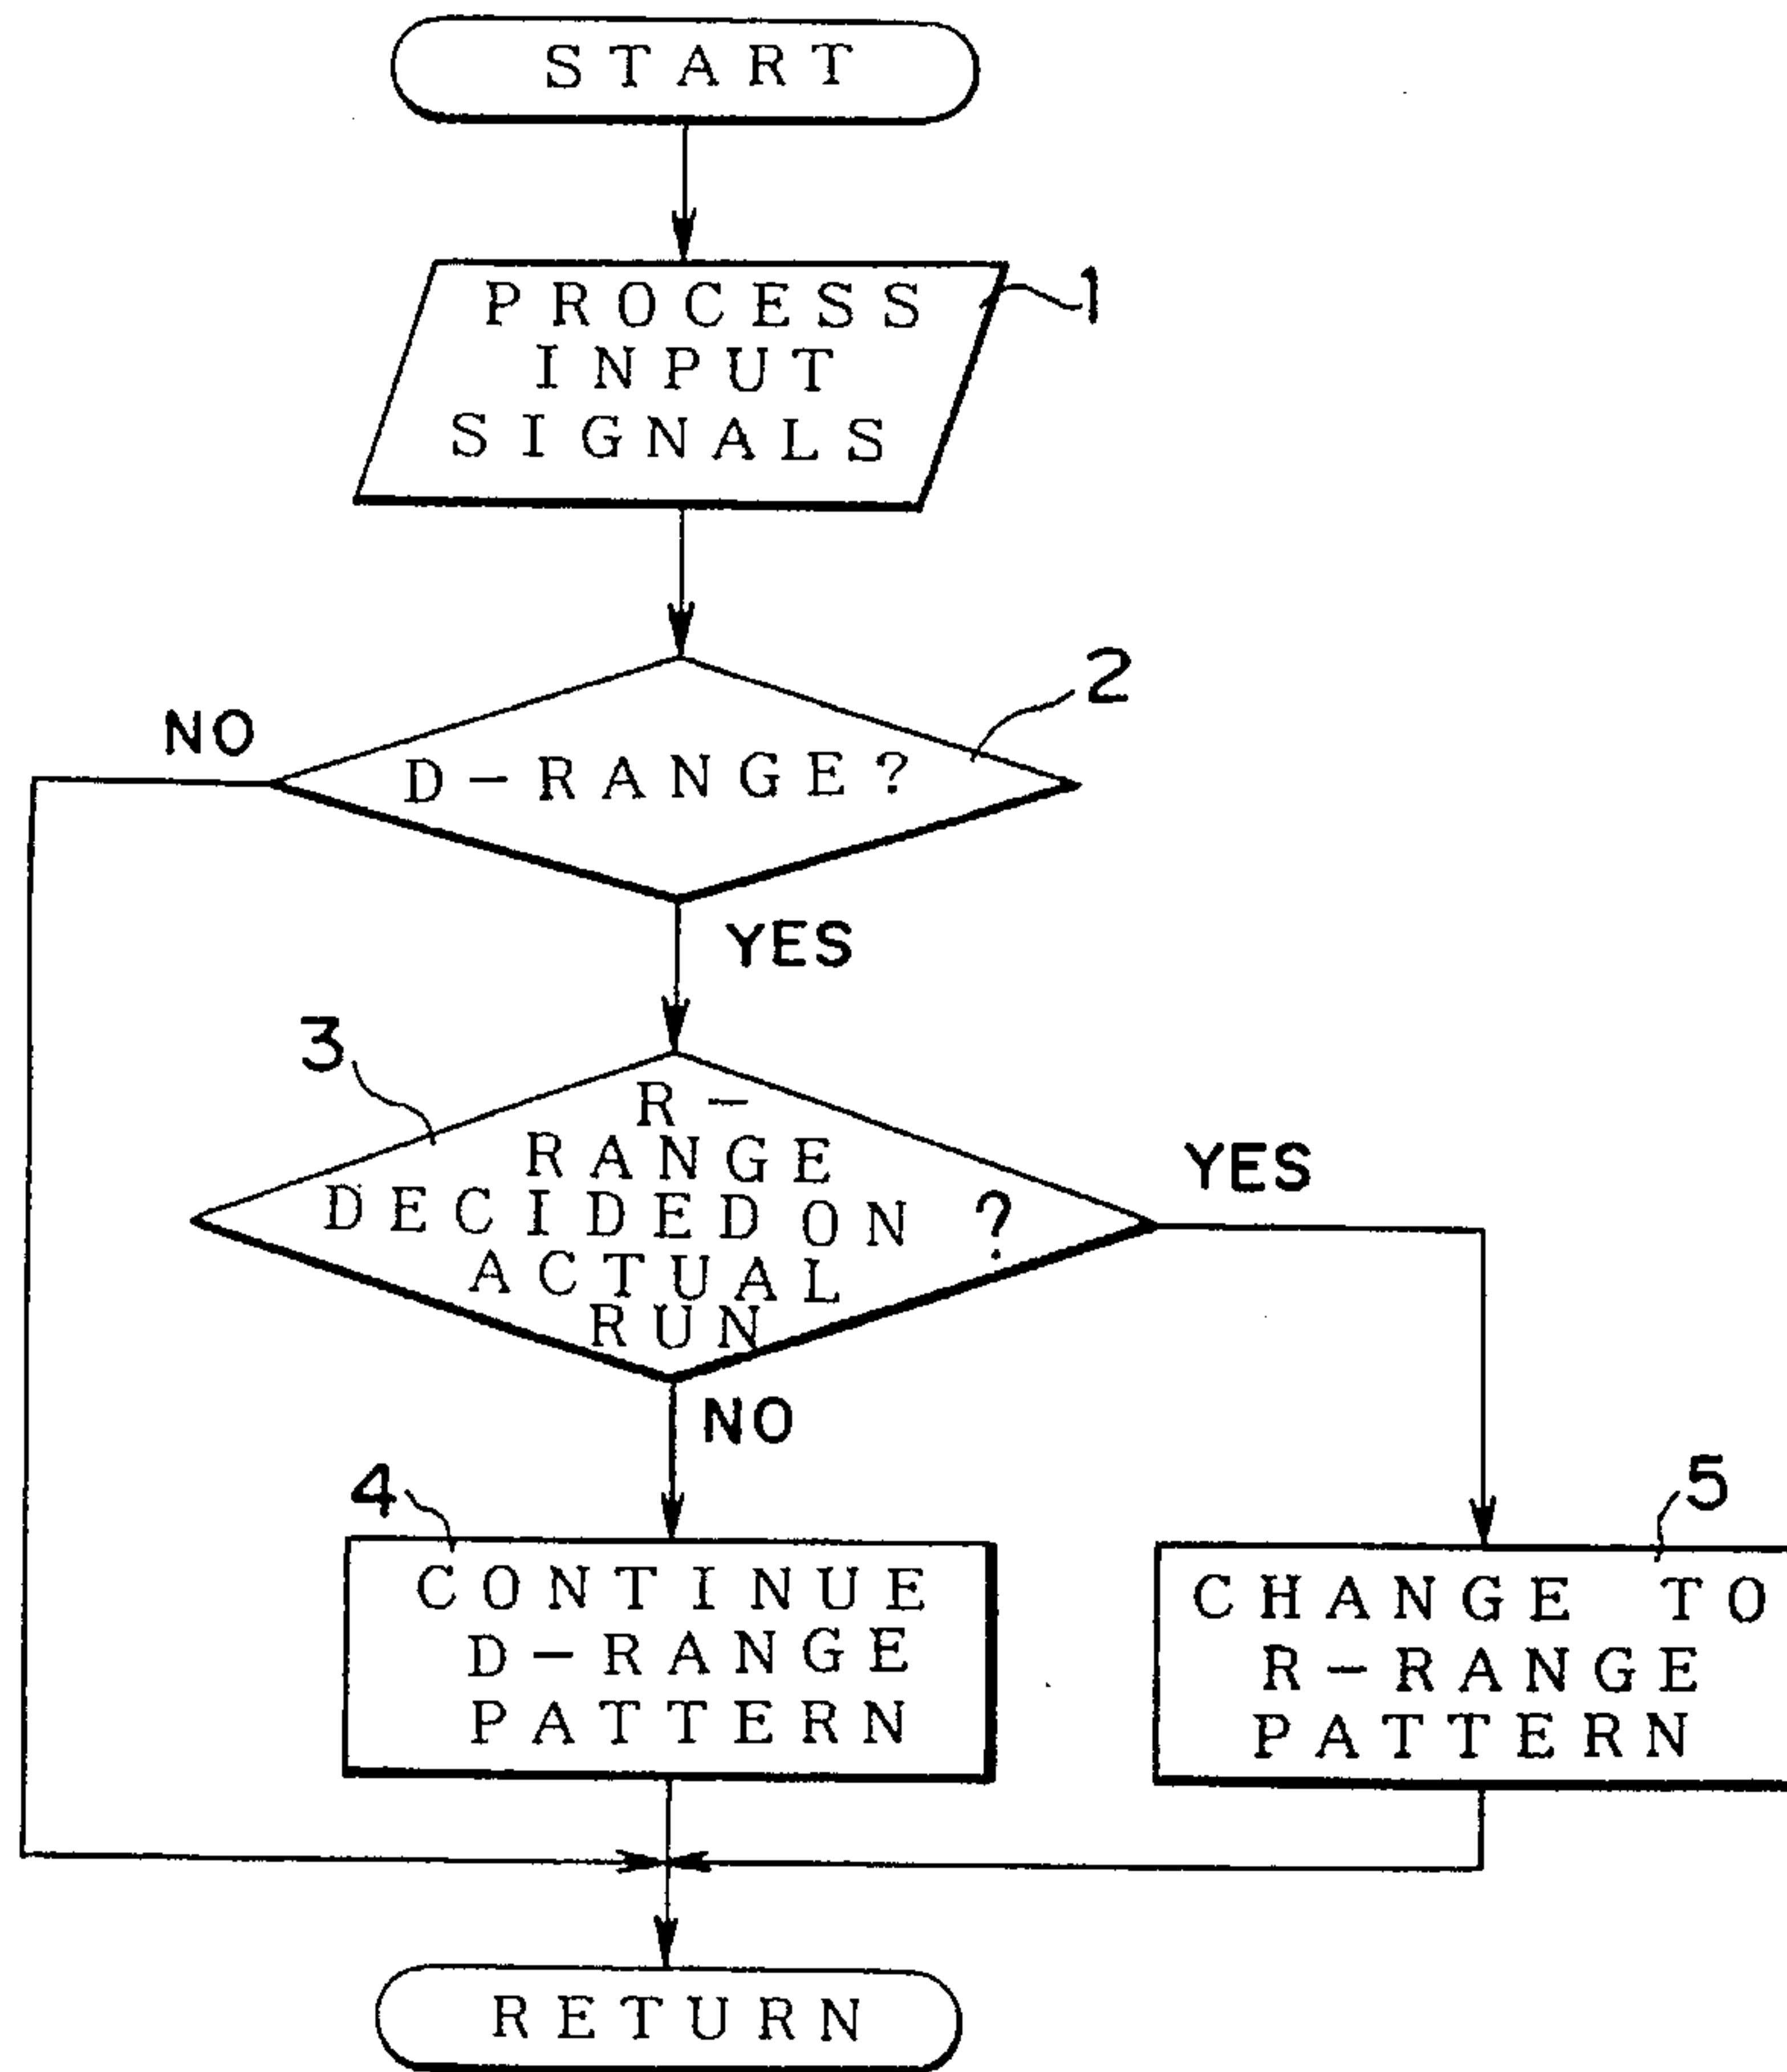 START
PROCESS
INPUT
SIGNALS
1
2
NO
D-RANGE?
YES
3
R-
RANGE
DECIDED ON ?
ACTUAL
RUN
YES
NO
4
CONTINUE
D-RANGE
PATTERN
5
CHANGE TO
R-RANGE
PATTERN
RETURN